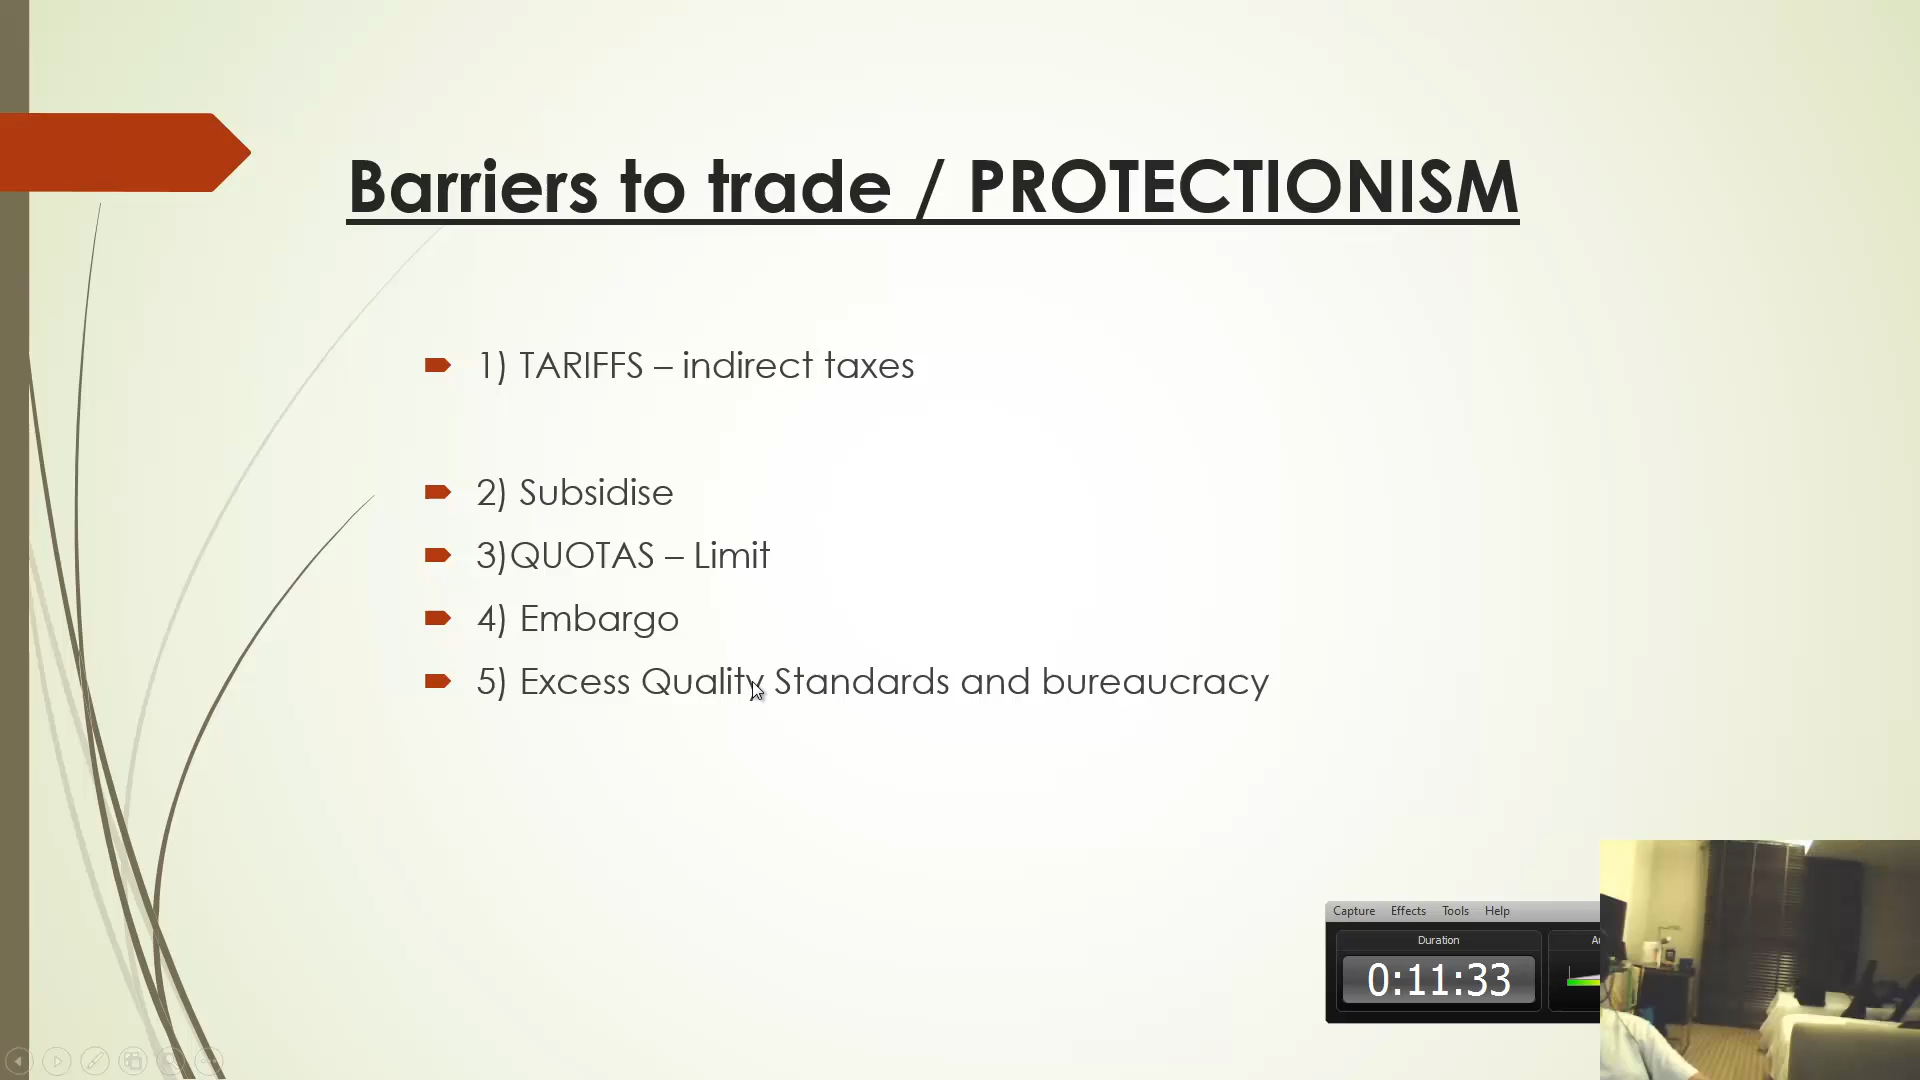 Barriers to trade / PROTECTIONISM
1) TARIFFS – indirect taxes
2) Subsidise
3)QUOTAS – Limit
4) Embargo
5) Excess Quality Standards and bureaucracy
Capture Effects Tools Help
Duration
0:11:33